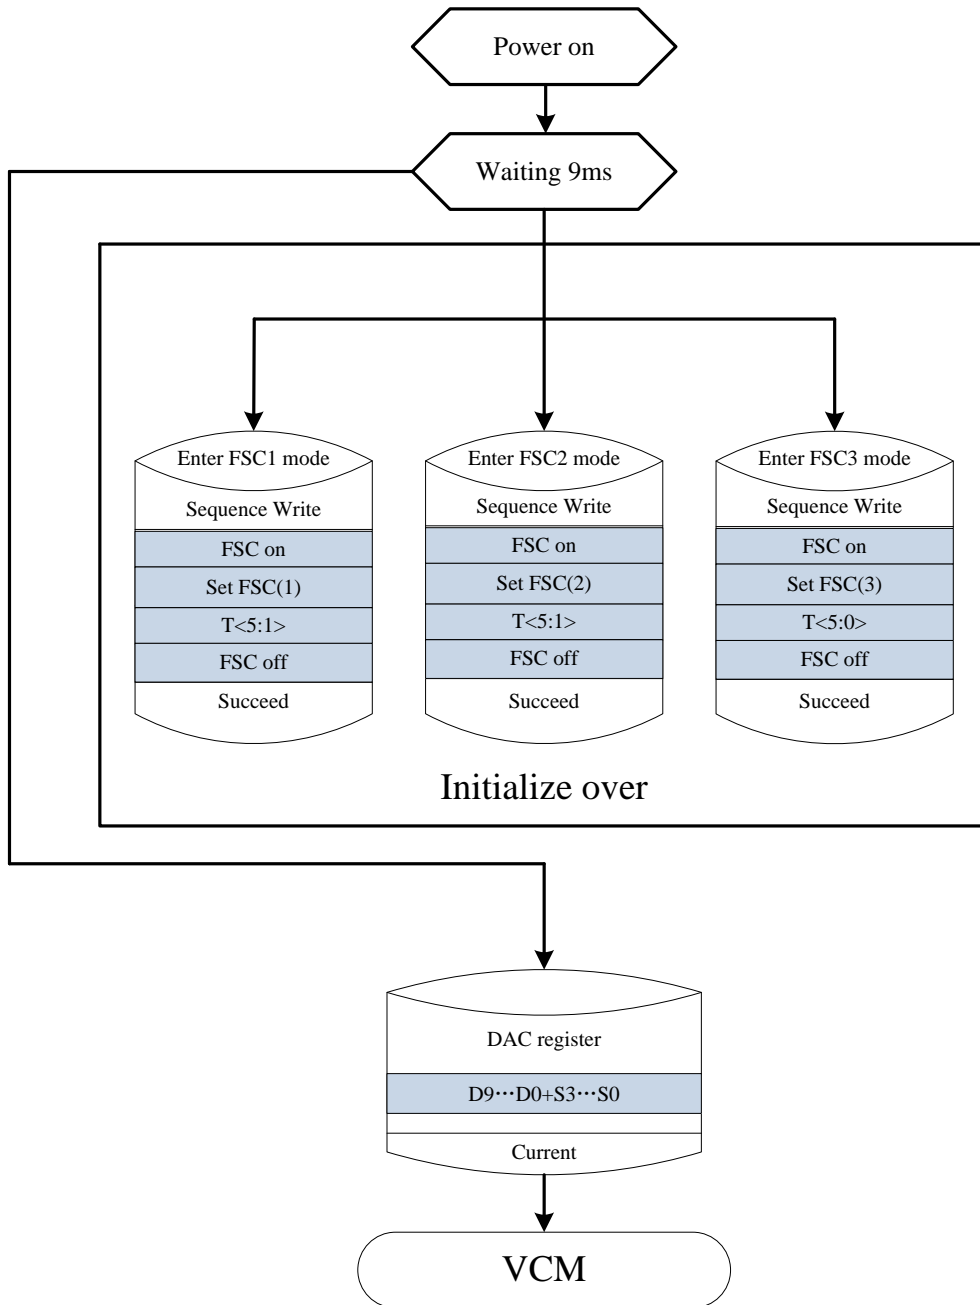 Power on
Waiting 9ms
Enter FSC1 mode
Sequence Write
FSC on
Set FSC(1)
T<5:1>
FSC off
Succeed
Enter FSC2 mode
Sequence Write
FSC on
Set FSC(2)
T<5:1>
FSC off
Succeed
Enter FSC3 mode
Sequence Write
FSC on
Set FSC(3)
T<5:0>
FSC off
Succeed
Initialize over
DAC register
D9⋯D0+S3⋯S0
Current
VCM